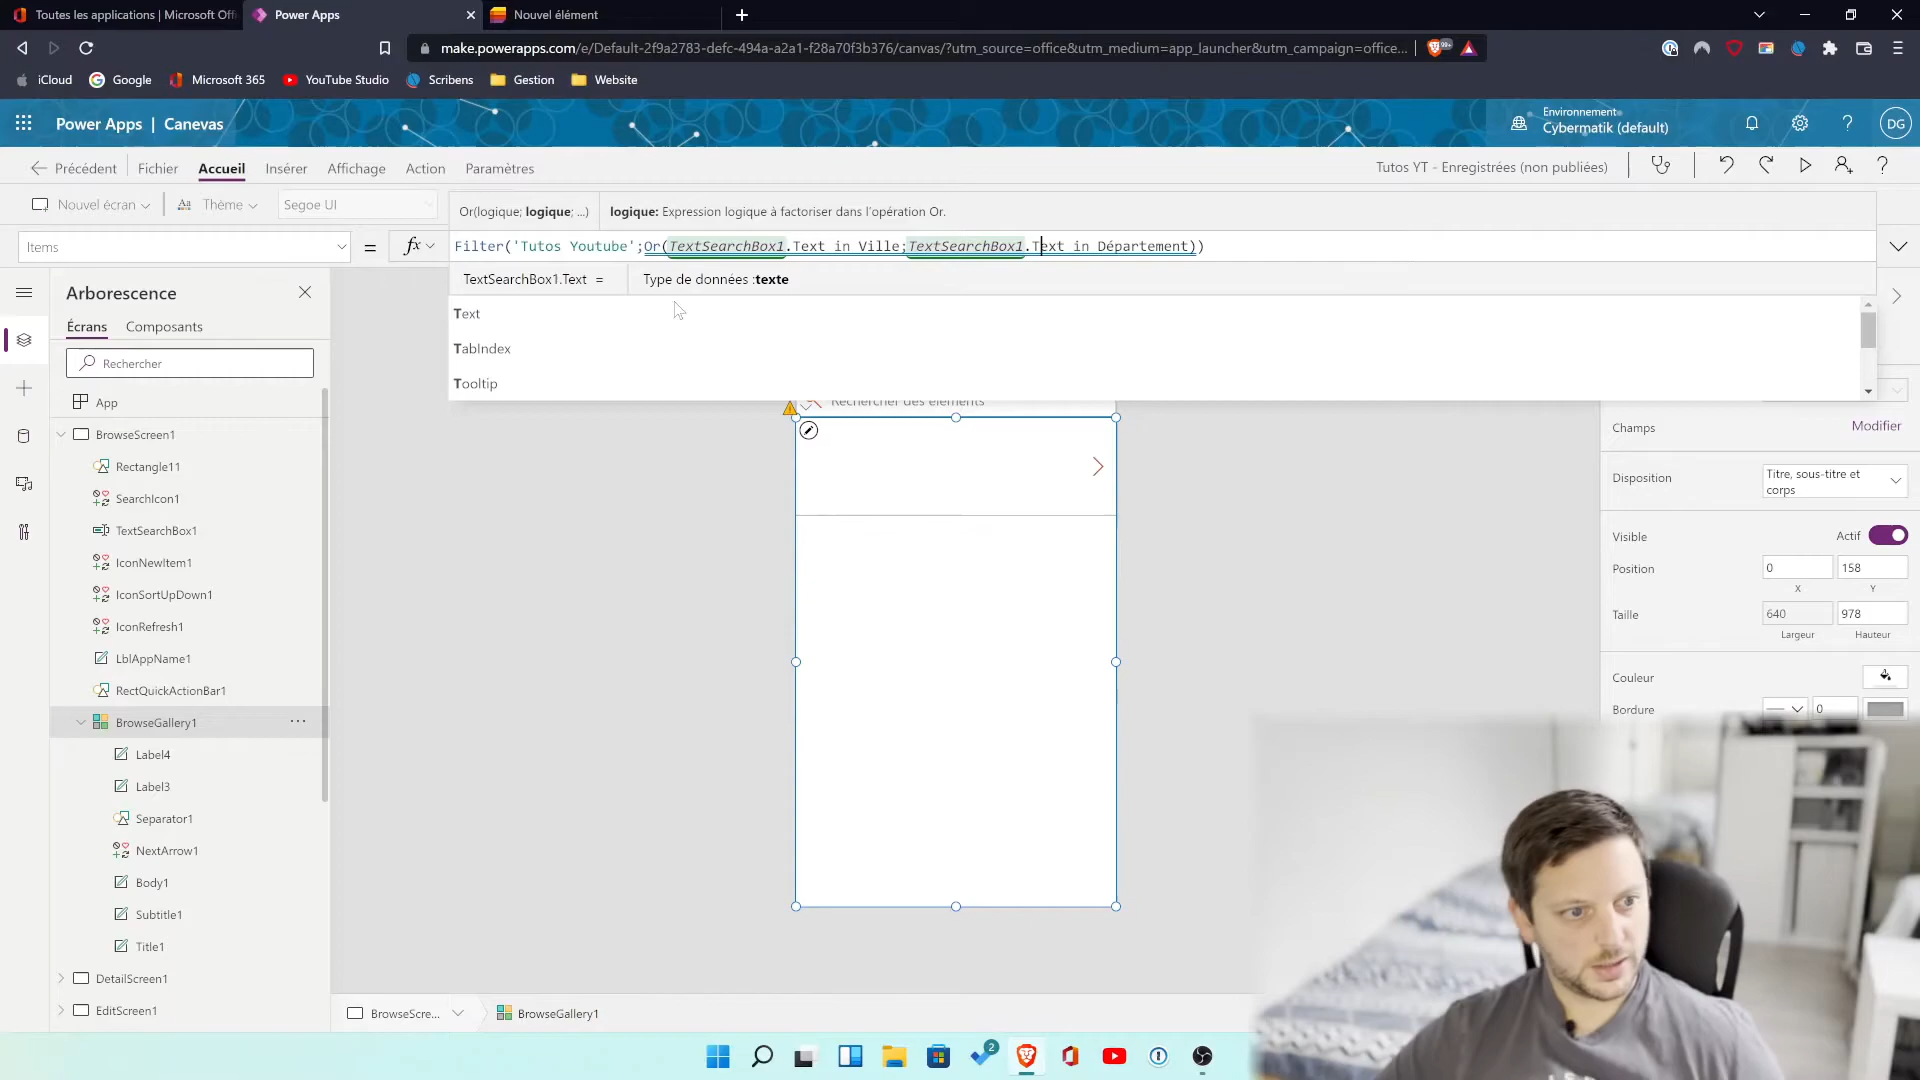 Toutes les applications | Microsoft Off
Power Apps
Nouvel élément
make.powerapps.com/e/Default-2f9a2783-defc-494a-a2a1-f28a70f3b376/canvas/?utm_source=office&utm_medium=app_launcher&utm_campaign=office...
99+
iCloud
Google
Microsoft 365
YouTube Studio
Scribens
Gestion
Website
Power Apps | Canevas
Environnement
Cybermatik (default)
DG
Précédent
Fichier
Accueil
Insérer
Affichage
Action
Paramètres
Tutos YT - Enregistrées (non publiées)
Nouvel écran
Thème
Segoe UI
Or(logique; logique; ...)
logique: Expression logique à factoriser dans l'opération Or.
Items
=
fx
Filter('Tutos Youtube';Or(TextSearchBox1.Text in Ville;TextSearchBox1.Text in Département))
TextSearchBox1.Text =
Type de données :texte
Text
TabIndex
Tooltip
Arborescence
Écrans
Composants
Rechercher
App
BrowseScreen1
Rectangle11
SearchIcon1
TextSearchBox1
IconNewItem1
IconSortUpDown1
IconRefresh1
LblAppName1
RectQuickActionBar1
BrowseGallery1
...
Label4
Label3
Separator1
NextArrow1
Body1
Subtitle1
Title1
DetailScreen1
EditScreen1
Rechercher des éléments
Champs
Modifier
Disposition
Titre, sous-titre et
corps
Visible
Actif
Position
0
158
X
Y
Taille
640
978
Largeur
Hauteur
Couleur
Bordure
0
BrowseScre...
BrowseGallery1
2